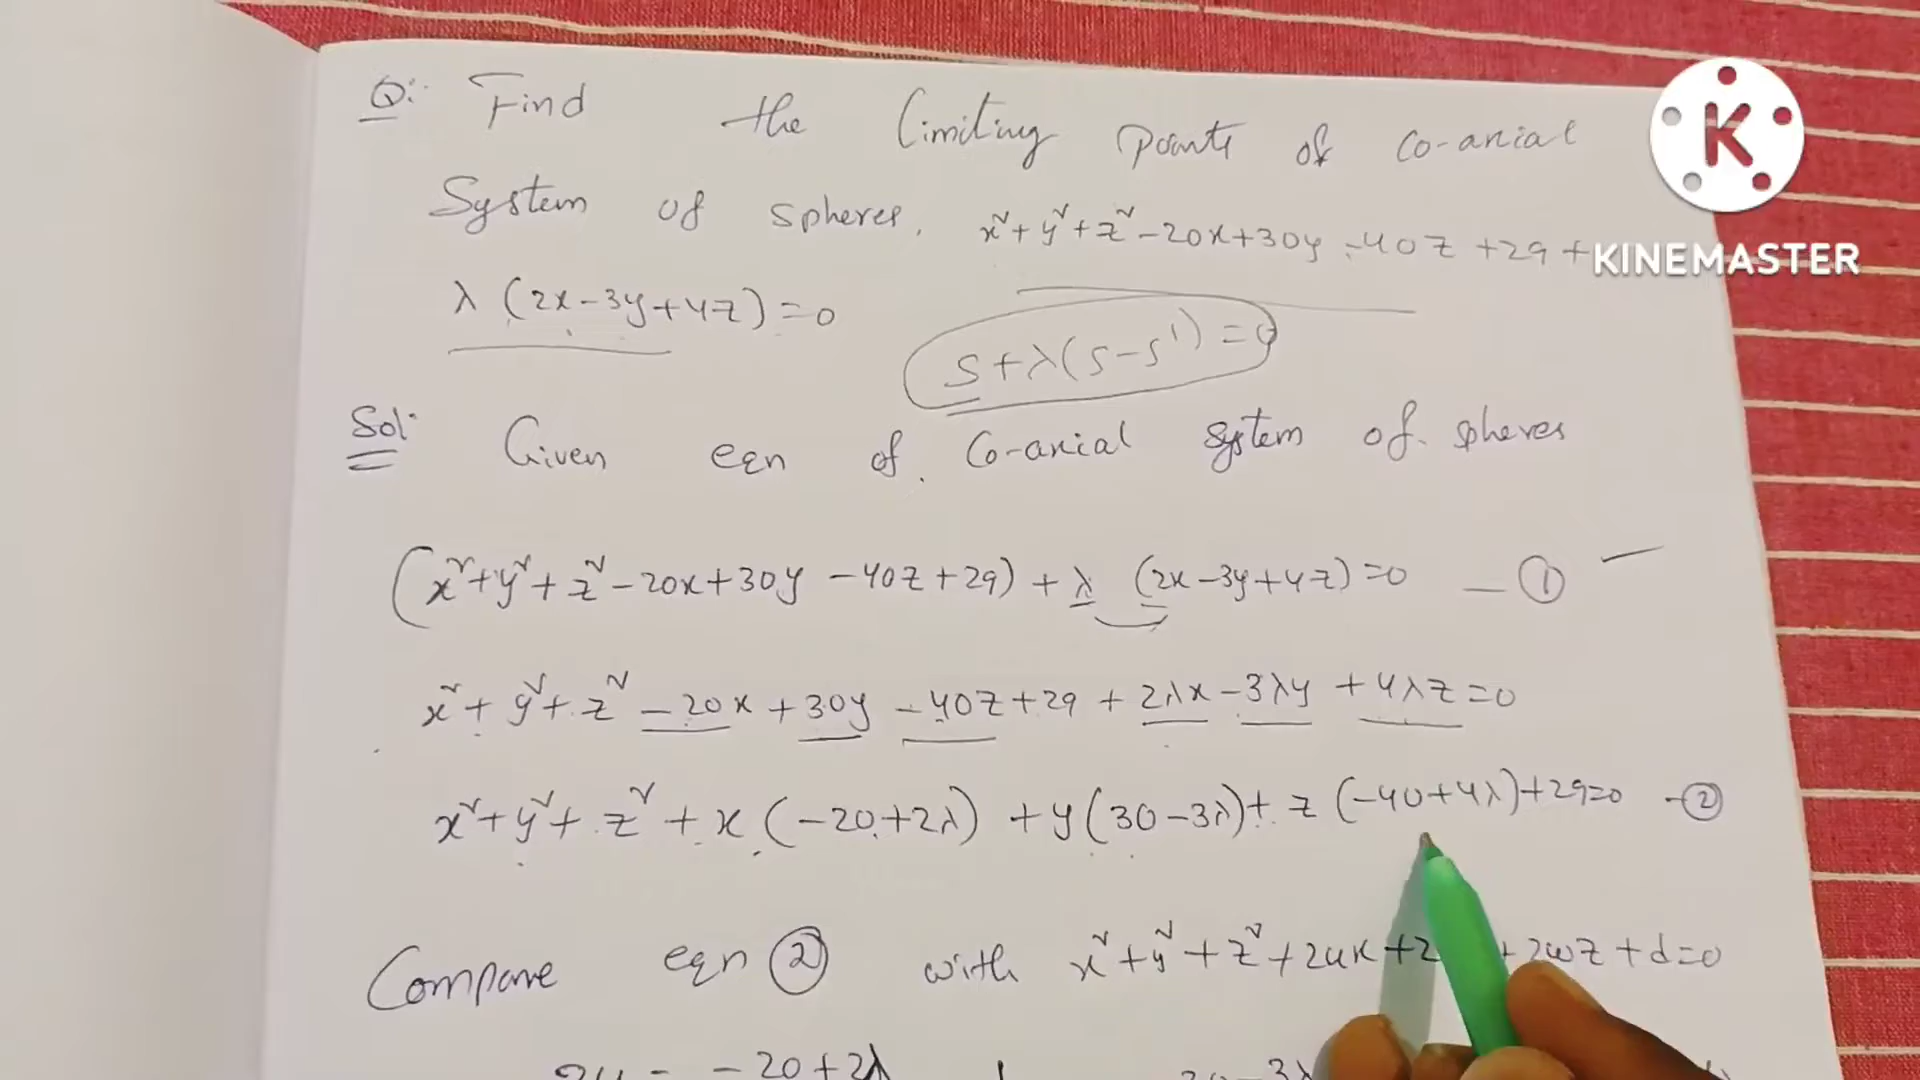 Q: Find the limiting points of co-axial
System of spheres. x²+y²+z²-20x+30y-40z+29+
λ (2x-3y+4z)=0
S+λ(S-S')=0
Sol: Given eqn of Co-axial System of spheres
(x²+y²+z²-20x+30y-40z+29)+λ (2x-3y+4z)=0 — ①
x²+y²+z²-20x+30y-40z+29+2λx-3λy+4λz=0
x²+y²+z²+x(-20+2λ)+y(30-3λ)+z(-40+4λ)+29=0 -②
Compare eqn ② with x²+y²+z²+2ux+2 +2wz+d=0
2u = -20+2λ
K
KINEMASTER